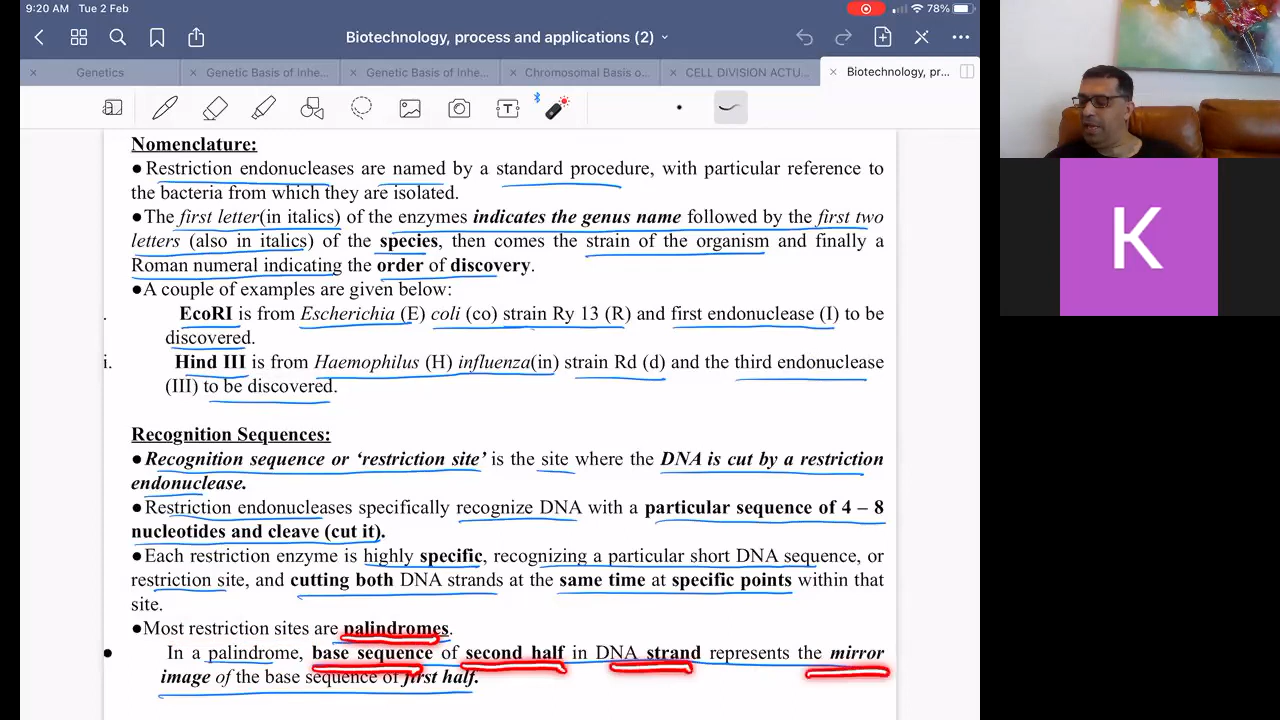 9:20 AM Tue 2 Feb
78%
Biotechnology, process and applications (2)
Genetics
Genetic Basis of Inhe...
Genetic Basis of Inhe...
Chromosomal Basis o...
CELL DIVISION ACTU...
Biotechnology, pr...
Nomenclature:
●Restriction endonucleases are named by a standard procedure, with particular reference to
the bacteria from which they are isolated.
●The first letter(in italics) of the enzymes indicates the genus name followed by the first two
letters (also in italics) of the species, then comes the strain of the organism and finally a
Roman numeral indicating the order of discovery.
●A couple of examples are given below:
. EcoRI is from Escherichia (E) coli (co) strain Ry 13 (R) and first endonuclease (I) to be
discovered.
i. Hind III is from Haemophilus (H) influenza(in) strain Rd (d) and the third endonuclease
(III) to be discovered.
Recognition Sequences:
●Recognition sequence or ‘restriction site’ is the site where the DNA is cut by a restriction
endonuclease.
●Restriction endonucleases specifically recognize DNA with a particular sequence of 4 – 8
nucleotides and cleave (cut it).
●Each restriction enzyme is highly specific, recognizing a particular short DNA sequence, or
restriction site, and cutting both DNA strands at the same time at specific points within that
site.
●Most restriction sites are palindromes.
● In a palindrome, base sequence of second half in DNA strand represents the mirror
image of the base sequence of first half.
K